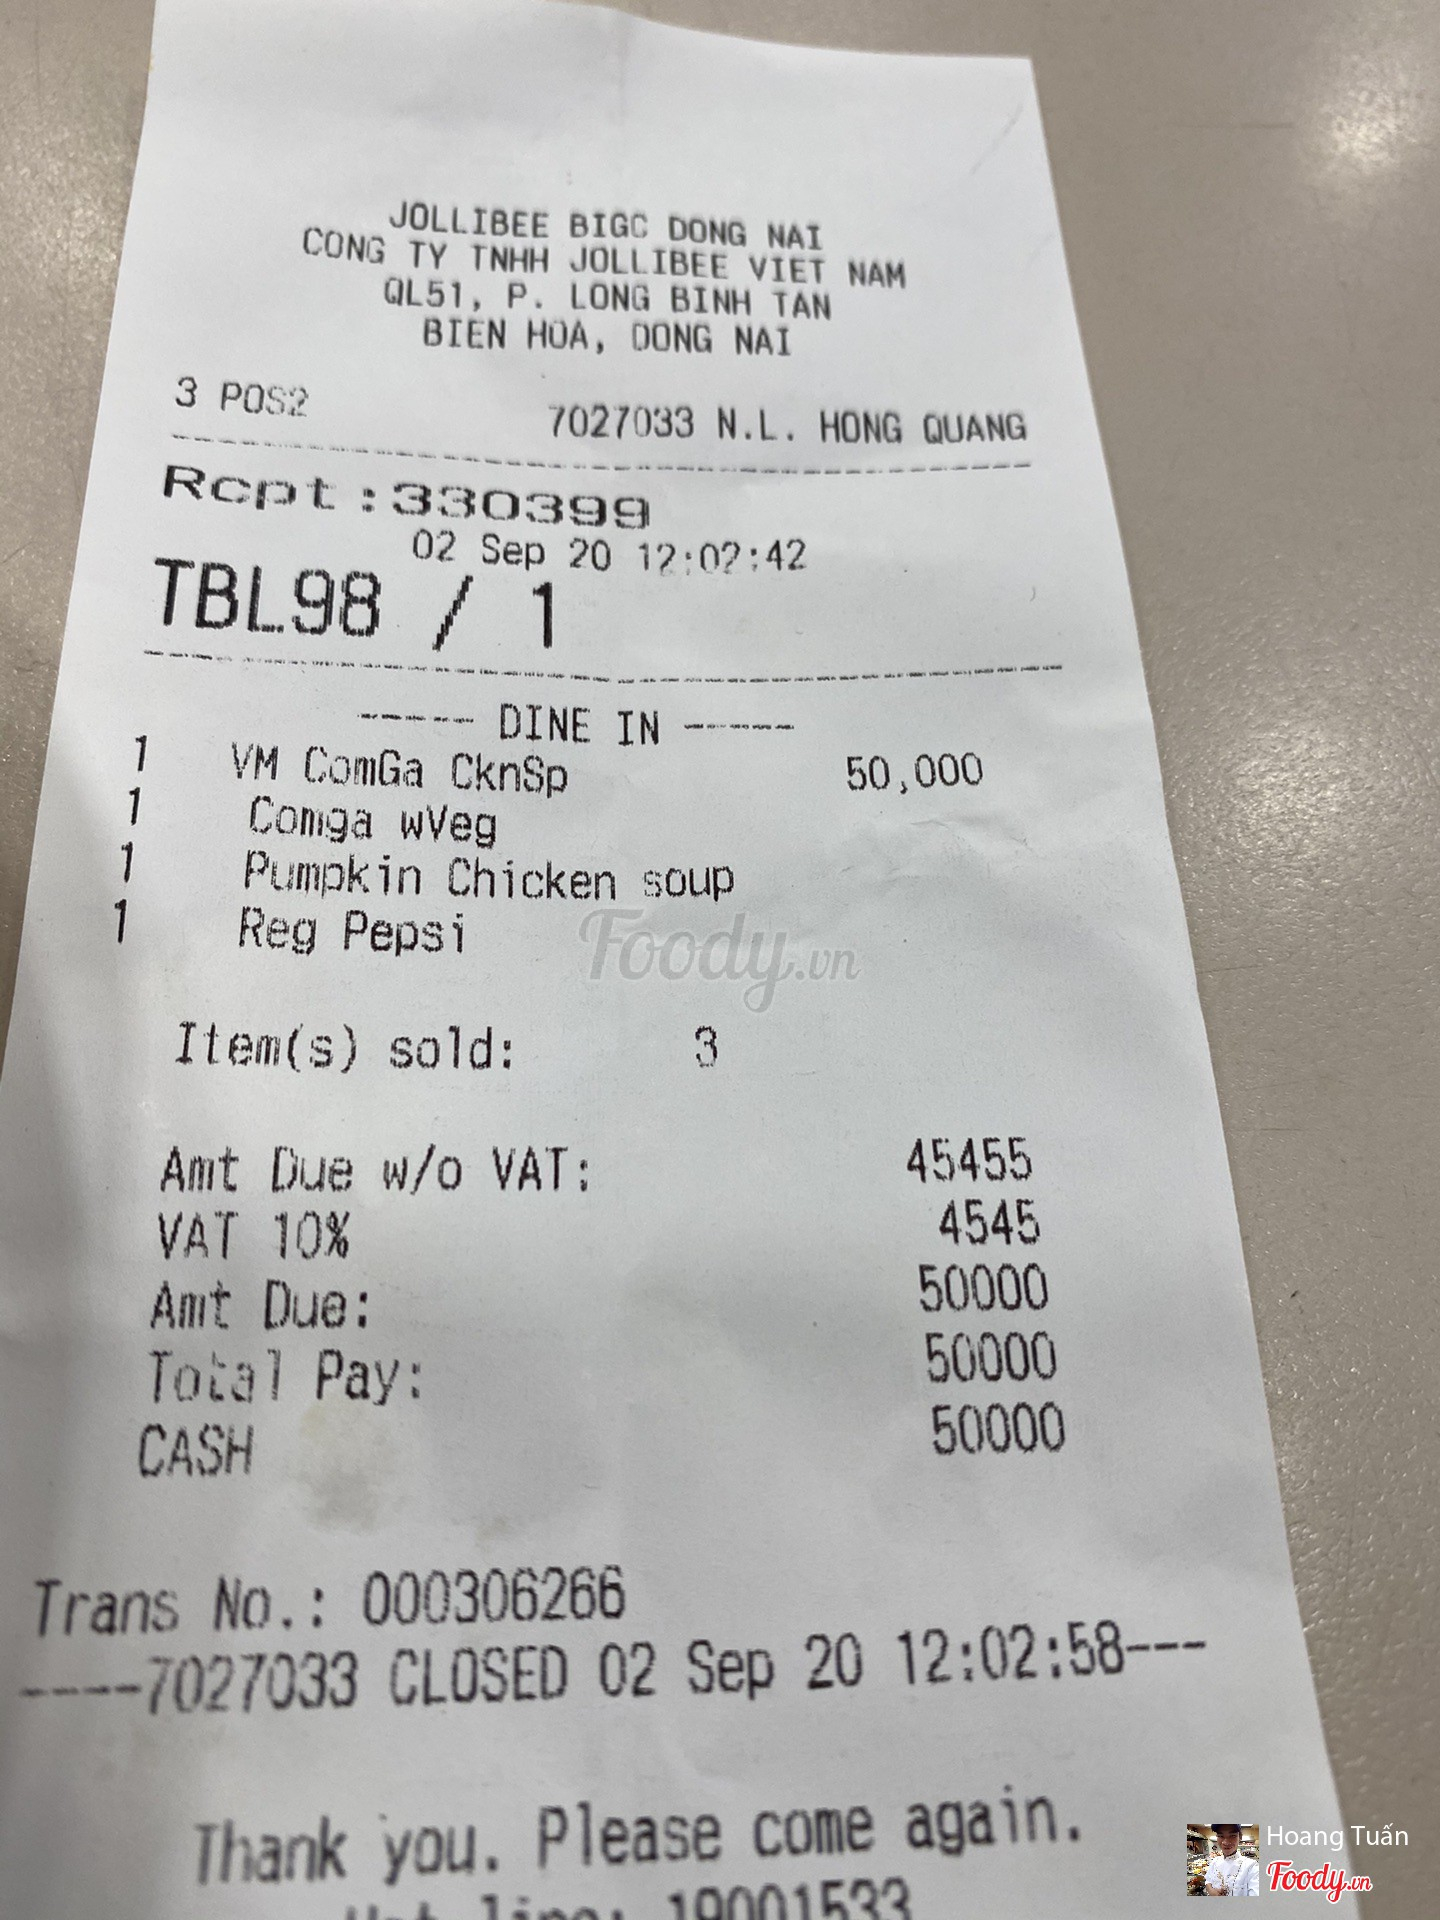 JOLLIBEE BIGC DONG NAI
CONG TY TNHH JOLLIBEE VIET NAM
QL51, P. LONG BINH TAN
BIEN HOA, DONG NAI
3 POS2 7027033 N.L. HONG QUANG
Rcpt:330399
02 Sep 20 12:02:42
TBL98 / 1
----- DINE IN -----
1 VM ComGa CknSp 50,000
1 Comga wVeg
1 Pumpkin Chicken soup
1 Reg Pepsi
Foody.vn
Item(s) sold: 3
Amt Due w/o VAT: 45455
VAT 10% 4545
Amt Due: 50000
Total Pay: 50000
CASH 50000
Trans No.: 000306266
----7027033 CLOSED 02 Sep 20 12:02:58---
Thank you. Please come again.
Hot line: 19001533
Hoang Tuấn
Foody.vn